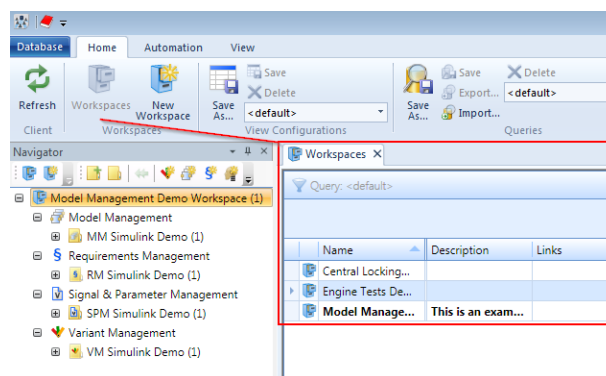 Database Home Automation View
Save Save Delete
Delete Export... <default>
Refresh Workspaces New Workspace Save As... <default> Save As... Import...
Client Workspaces View Configurations Queries
Navigator
Workspaces
Query: <default>
Model Management Demo Workspace (1)
Model Management
MM Simulink Demo (1)
Name Description Links
§ Requirements Management
Central Locking...
RM Simulink Demo (1)
Engine Tests De...
Signal & Parameter Management
Model Manage... This is an exam...
SPM Simulink Demo (1)
Variant Management
VM Simulink Demo (1)